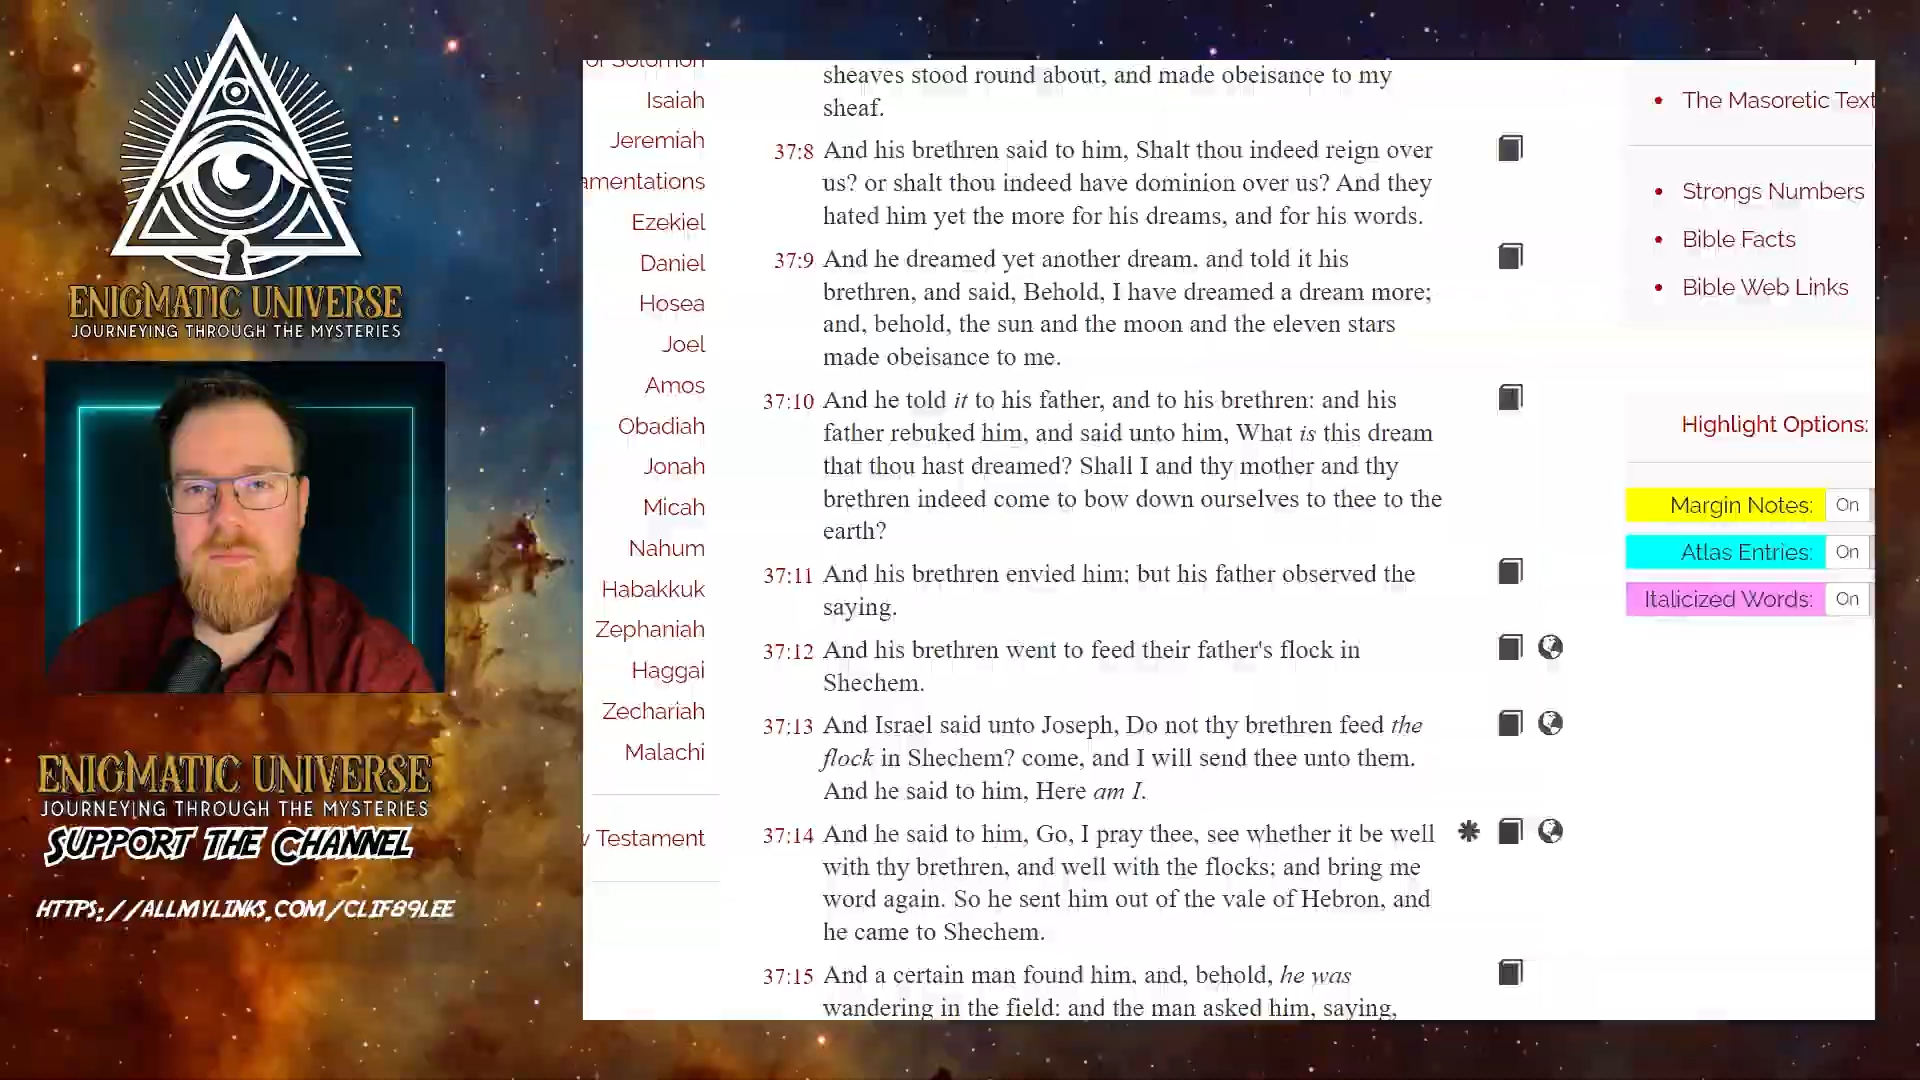 ENIGMATIC UNIVERSE
JOURNEYING THROUGH THE MYSTERIES
ENIGMATIC UNIVERSE
JOURNEYING THROUGH THE MYSTERIES
SUPPORT THE CHANNEL
HTTPS://ALLMYLINKS.COM/CLIF89LEE
of Solomon
Isaiah
Jeremiah
amentations
Ezekiel
Daniel
Hosea
Joel
Amos
Obadiah
Jonah
Micah
Nahum
Habakkuk
Zephaniah
Haggai
Zechariah
Malachi
Testament
sheaves stood round about, and made obeisance to my
sheaf.
37:8 And his brethren said to him, Shalt thou indeed reign over
us? or shalt thou indeed have dominion over us? And they
hated him yet the more for his dreams, and for his words.
37:9 And he dreamed yet another dream. and told it his
brethren, and said, Behold, I have dreamed a dream more;
and, behold, the sun and the moon and the eleven stars
made obeisance to me.
37:10 And he told it to his father, and to his brethren: and his
father rebuked him, and said unto him, What is this dream
that thou hast dreamed? Shall I and thy mother and thy
brethren indeed come to bow down ourselves to thee to the
earth?
37:11 And his brethren envied him; but his father observed the
saying.
37:12 And his brethren went to feed their father's flock in
Shechem.
37:13 And Israel said unto Joseph, Do not thy brethren feed the
flock in Shechem? come, and I will send thee unto them.
And he said to him, Here am I.
37:14 And he said to him, Go, I pray thee, see whether it be well
with thy brethren, and well with the flocks; and bring me
word again. So he sent him out of the vale of Hebron, and
he came to Shechem.
37:15 And a certain man found him, and, behold, he was
wandering in the field: and the man asked him, saying,
The Masoretic Text
Strongs Numbers
Bible Facts
Bible Web Links
Highlight Options:
Margin Notes: On
Atlas Entries: On
Italicized Words: On